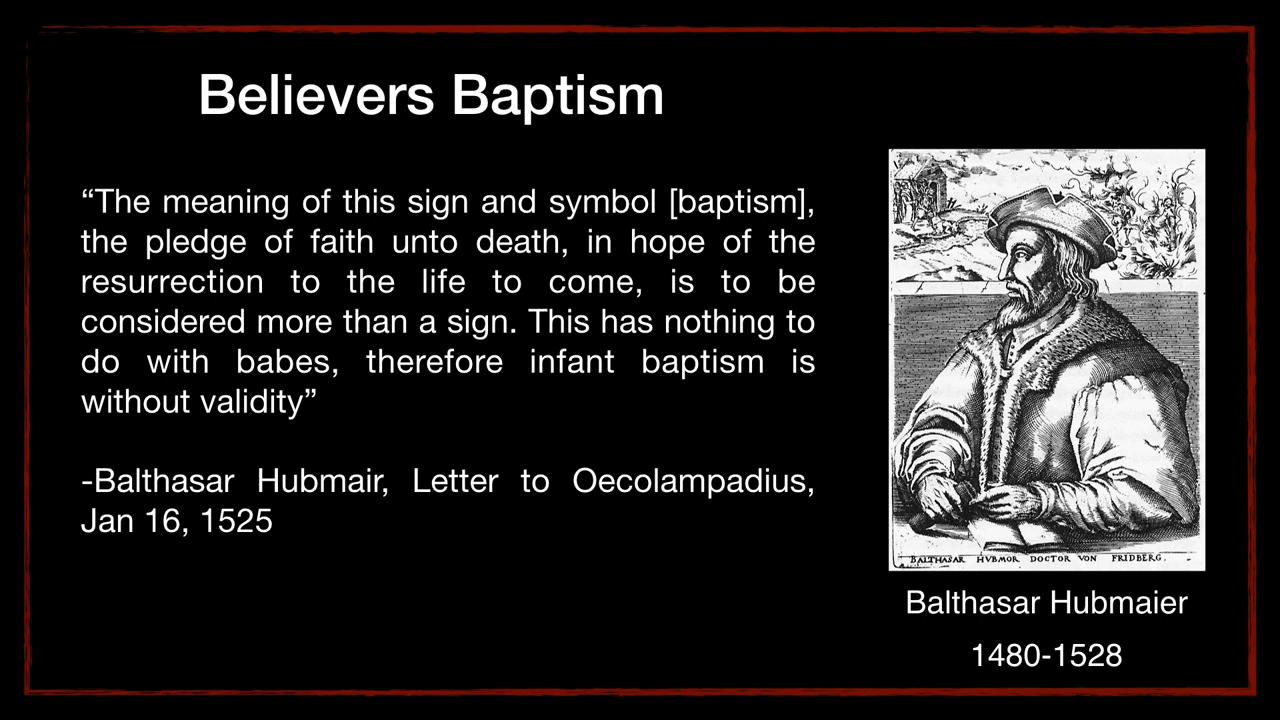 Believers Baptism
“The meaning of this sign and symbol [baptism],
the pledge of faith unto death, in hope of the
resurrection to the life to come, is to be
considered more than a sign. This has nothing to
do with babes, therefore infant baptism is
without validity”
-Balthasar Hubmair, Letter to Oecolampadius,
Jan 16, 1525
BALTHASAR HVBMOR DOCTOR VON FRIDBERG.
Balthasar Hubmaier
1480-1528